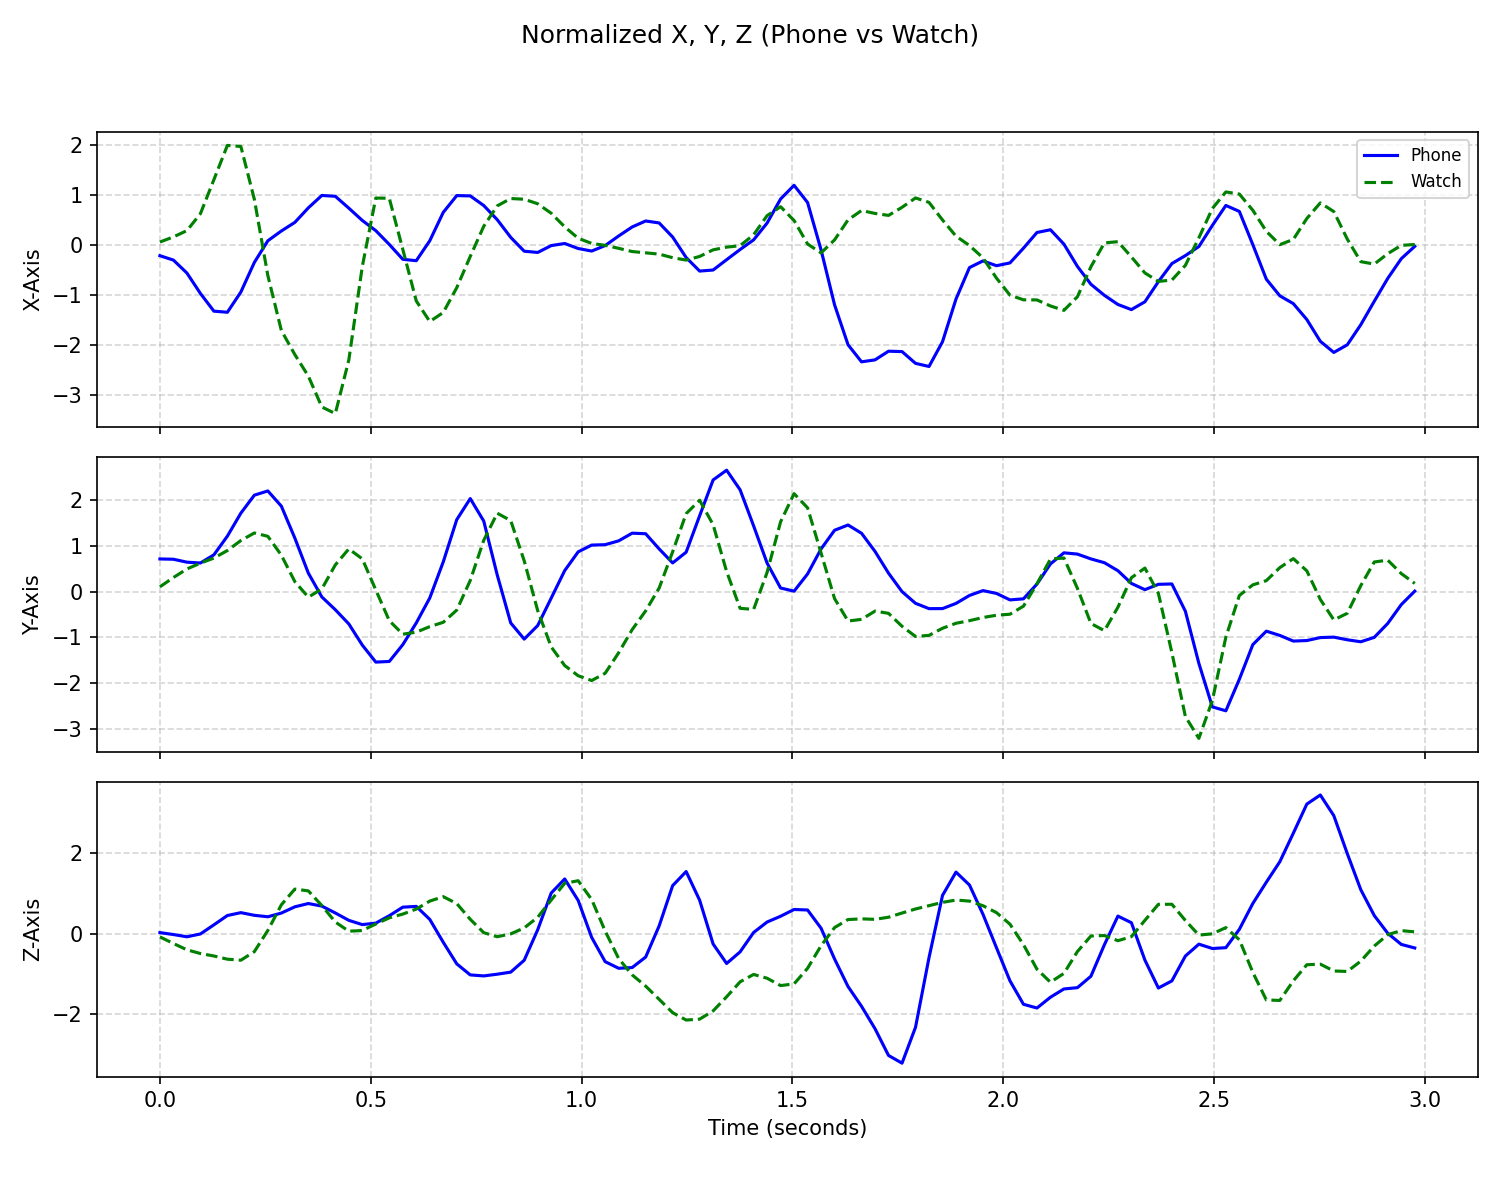 Normalized X, Y, Z (Phone vs Watch)
2
1
0
−1
−2
−3
X-Axis
Phone
Watch
2
1
0
−1
−2
−3
Y-Axis
2
0
−2
Z-Axis
0.0 0.5 1.0 1.5 2.0 2.5 3.0
Time (seconds)